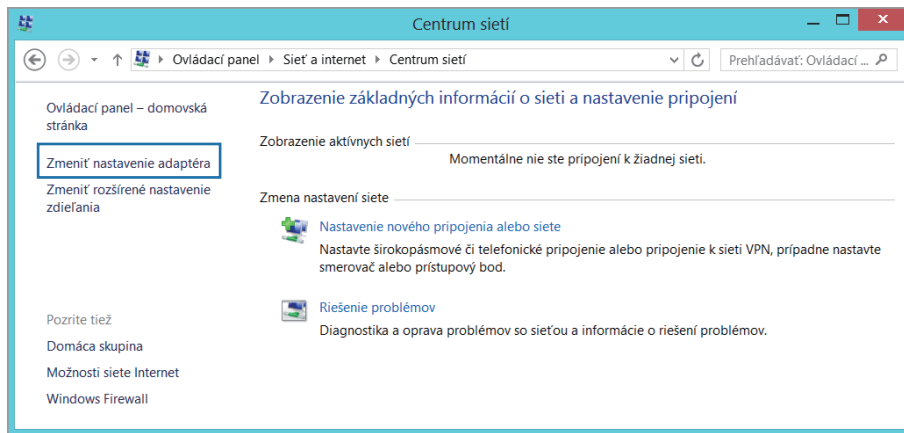 Centrum sietí
Ovládací panel Sieť a internet Centrum sietí
Prehľadávať: Ovládací ...
Ovládací panel – domovská
stránka
Zmeniť nastavenie adaptéra
Zmeniť rozšírené nastavenie
zdieľania
Pozrite tiež
Domáca skupina
Možnosti siete Internet
Windows Firewall
Zobrazenie základných informácií o sieti a nastavenie pripojení
Zobrazenie aktívnych sietí
Momentálne nie ste pripojení k žiadnej sieti.
Zmena nastavení siete
Nastavenie nového pripojenia alebo siete
Nastavte širokopásmové či telefonické pripojenie alebo pripojenie k sieti VPN, prípadne nastavte
smerovač alebo prístupový bod.
Riešenie problémov
Diagnostika a oprava problémov so sieťou a informácie o riešení problémov.